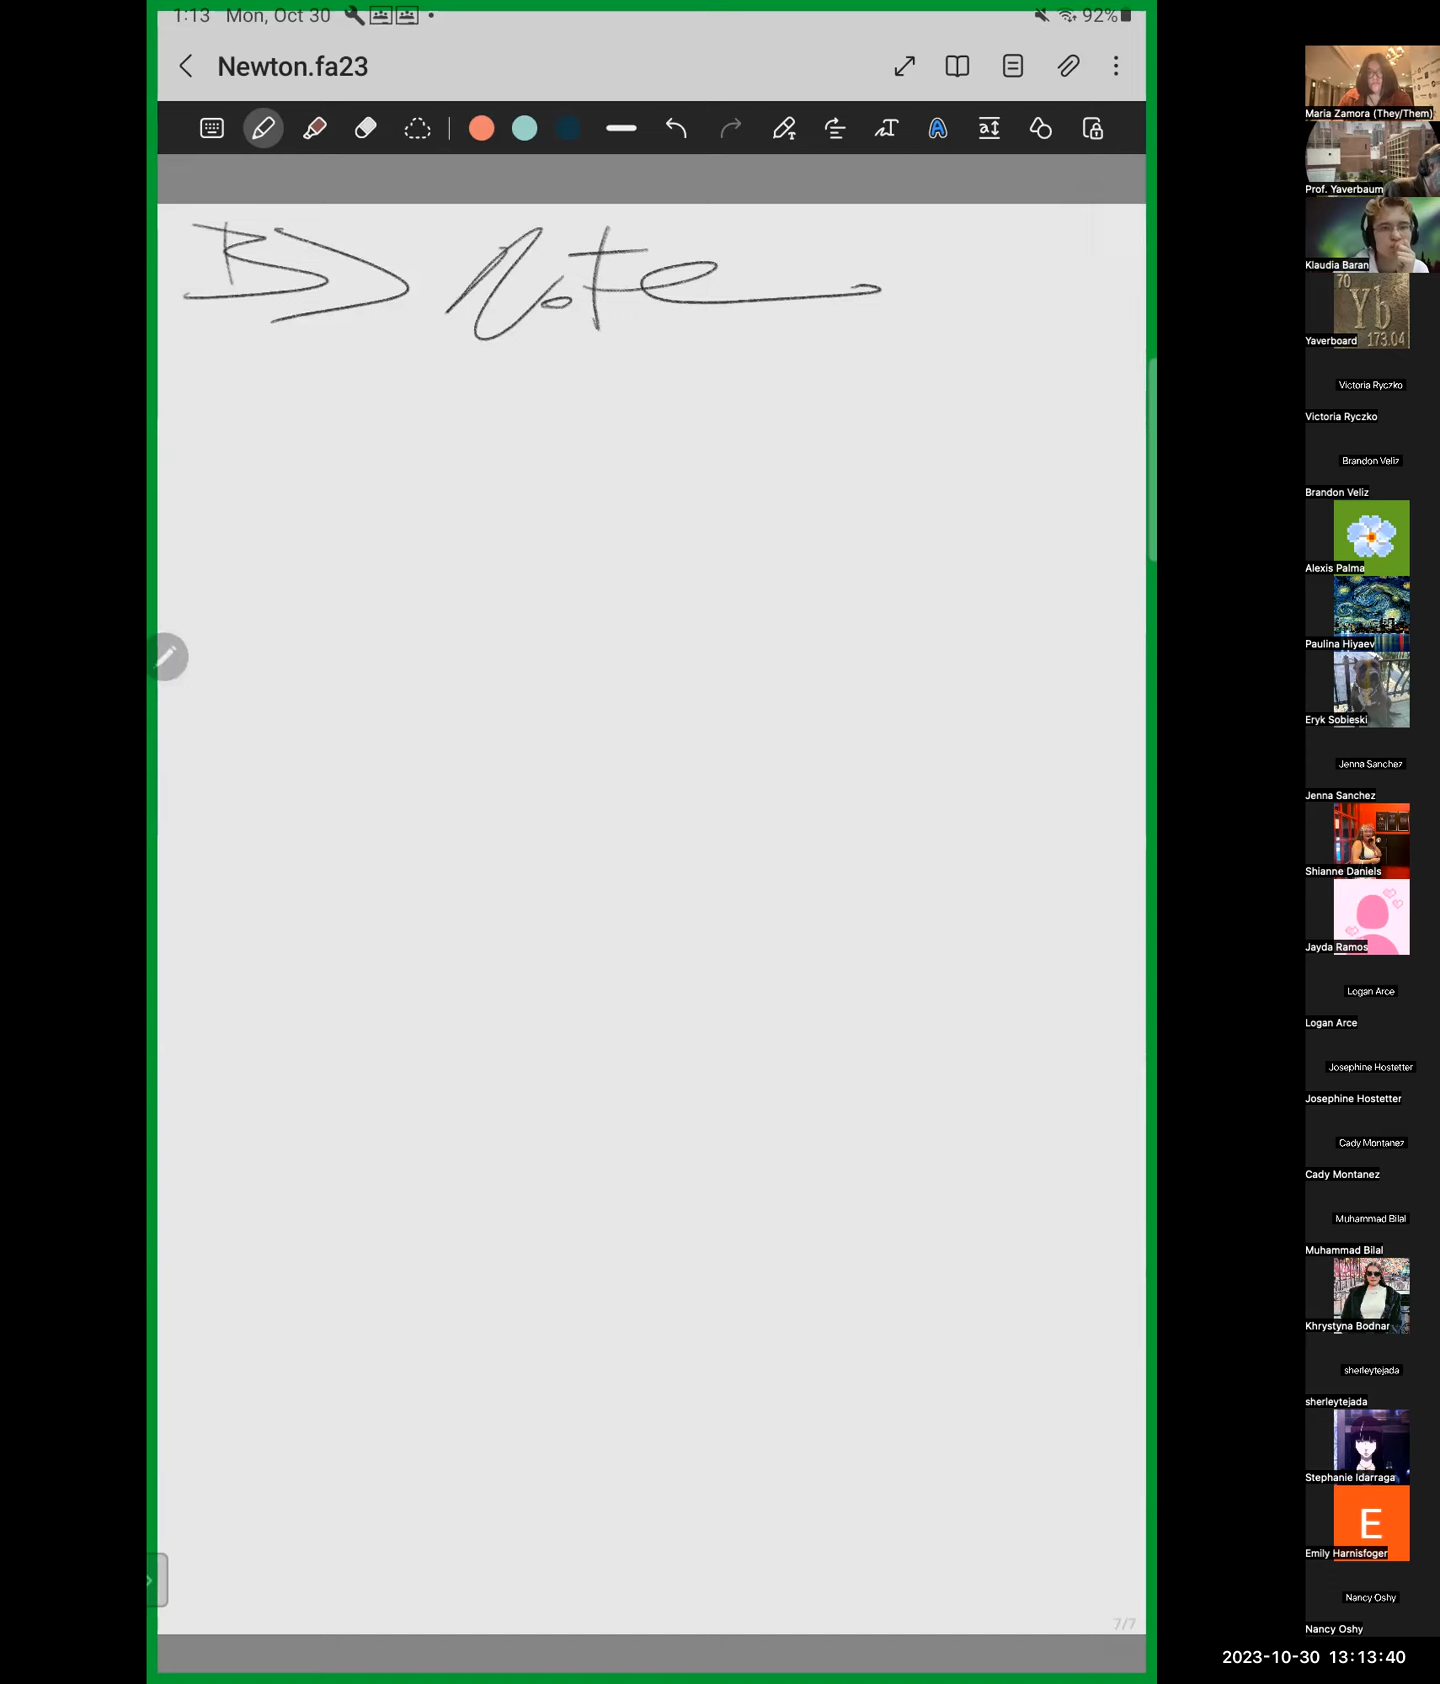 1:13 Mon, Oct 30
92%
Newton.fa23
B) Note
7/7
Maria Zamora (They/Them)
Prof. Yaverbaum
Klaudia Baran
70
Yb
173.04
Yaverboard
Victoria Ryczko
Victoria Ryczko
Brandon Veliz
Brandon Veliz
Alexis Palma
Paulina Hiyaev
Eryk Sobieski
Jenna Sanchez
Jenna Sanchez
Shianne Daniels
Jayda Ramos
Logan Arce
Logan Arce
Josephine Hostetter
Josephine Hostetter
Cady Montanez
Cady Montanez
Muhammad Bilal
Muhammad Bilal
Khrystyna Bodnar
sherleytejada
sherleytejada
Stephanie Idarraga
E
Emily Harnisfoger
Nancy Oshy
Nancy Oshy
2023-10-30 13:13:40